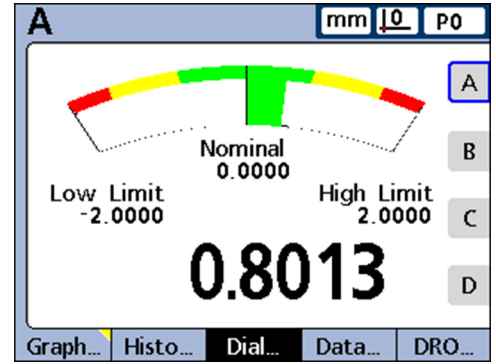 A
mm 0 P0
A
Nominal
0.0000
B
Low Limit
-2.0000
High Limit
2.0000
C
0.8013
D
Graph... Histo... Dial... Data... DRO...